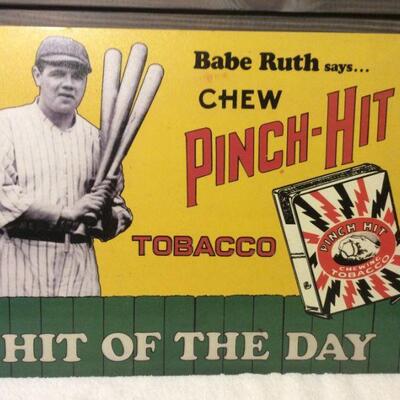 Babe Ruth says...
CHEW
PINCH-HIT
TOBACCO
PINCH HIT
CHEWING
TOBACCO
HIT OF THE DAY